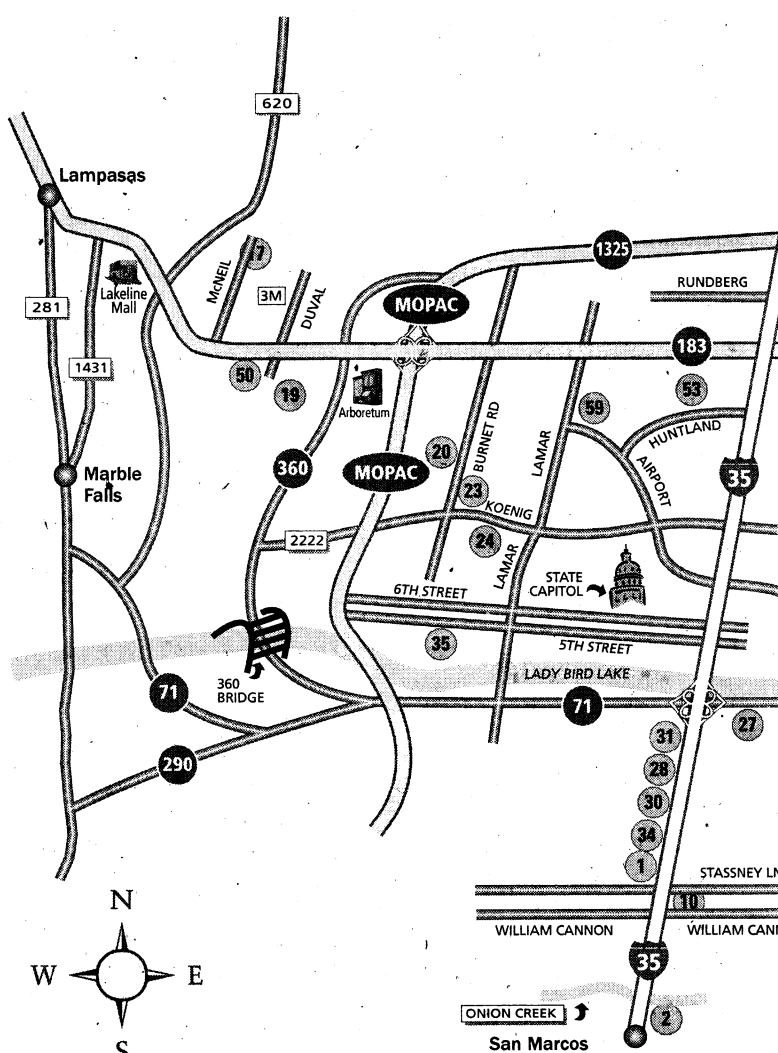 620
Lampasas
1325
McNEIL
17
Lakeline
Mall
3M
DUVAL
RUNDBERG
MOPAC
281
183
1431
50
19
Arboretum
53
59
BURNET RD
LAMAR
HUNTLAND
20
AIRPORT
360
MOPAC
35
Marble
Falls
23
KOENIG
2222
24
LAMAR
STATE
CAPITOL
6TH STREET
35
5TH STREET
LADY BIRD LAKE
360
BRIDGE
71
71
27
31
290
28
30
34
1
STASSNEY LN
10
WILLIAM CANNON
WILLIAM CANN
N
W
E
S
35
ONION CREEK
2
San Marcos